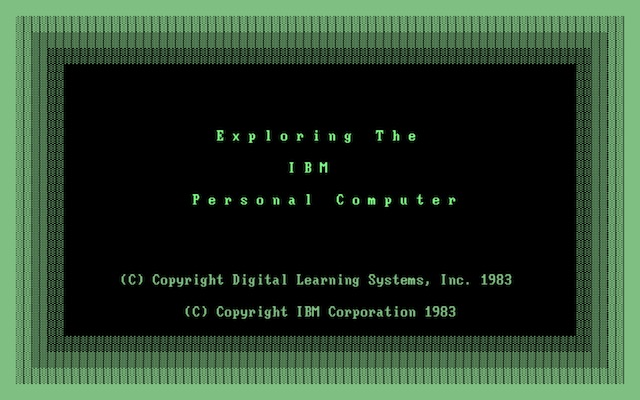 Exploring The
IBM
Personal Computer
(C) Copyright Digital Learning Systems, Inc. 1983
(C) Copyright IBM Corporation 1983